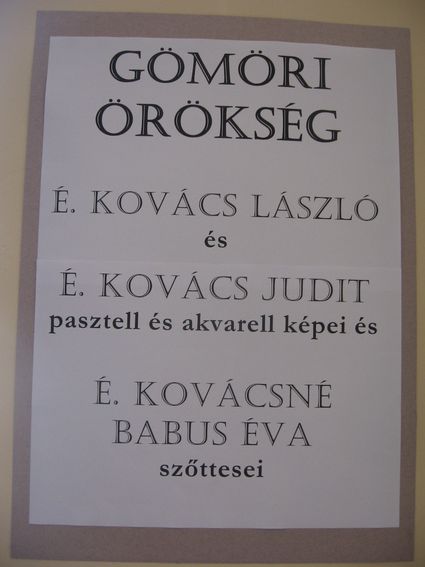 GÖMÖRI
ÖRÖKSÉG
É. KOVÁCS LÁSZLÓ
és
É. KOVÁCS JUDIT
pasztell és akvarell képei és
É. KOVÁCSNÉ
BABUS ÉVA
szőttesei